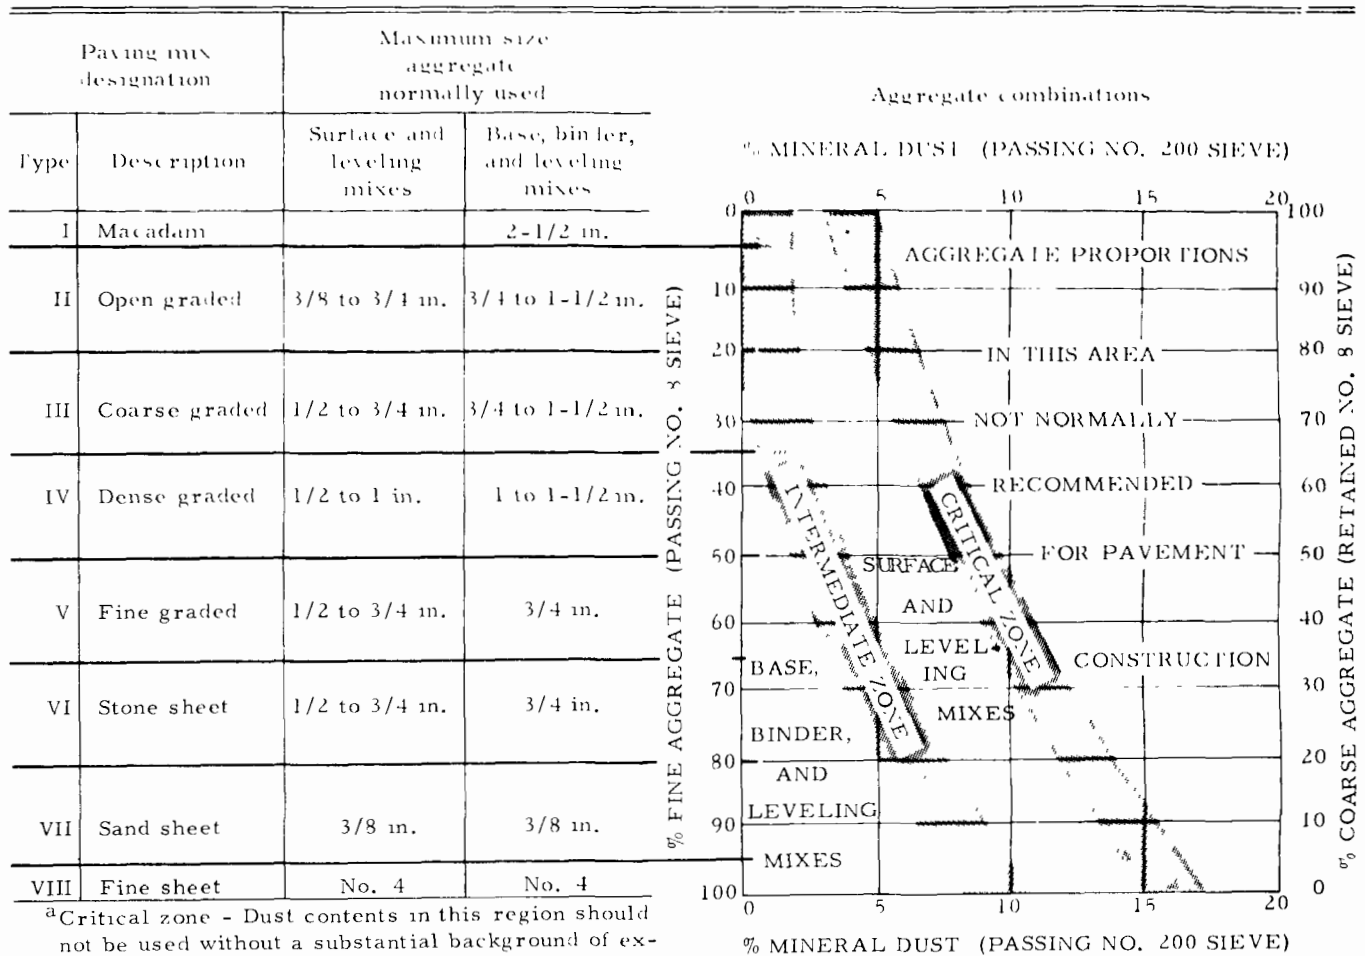 Paving mix
designation
Maximum size
aggregate
normally used
Type
Description
Surface and
leveling
mixes
Base, binder,
and leveling
mixes
I Macadam 2-1/2 in.
II Open graded 3/8 to 3/4 in. 3/4 to 1-1/2 in.
III Coarse graded 1/2 to 3/4 in. 3/4 to 1-1/2 in.
IV Dense graded 1/2 to 1 in. 1 to 1-1/2 in.
V Fine graded 1/2 to 3/4 in. 3/4 in.
VI Stone sheet 1/2 to 3/4 in. 3/4 in.
VII Sand sheet 3/8 in. 3/8 in.
VIII Fine sheet No. 4 No. 4
a Critical zone - Dust contents in this region should
not be used without a substantial background of ex-
Aggregate combinations
% MINERAL DUST (PASSING NO. 200 SIEVE)
0 5 10 15 20
% FINE AGGREGATE (PASSING NO. 8 SIEVE)
0
10
20
30
40
50
60
70
80
90
100
AGGREGATE PROPORTIONS
IN THIS AREA
NOT NORMALLY
RECOMMENDED
FOR PAVEMENT
CONSTRUCTION
INTERMEDIATE ZONE
CRITICAL ZONE
SURFACE
AND
LEVEL-
ING
MIXES
BASE,
BINDER,
AND
LEVELING
MIXES
100
90
80
70
60
50
40
30
20
10
0
% COARSE AGGREGATE (RETAINED NO. 8 SIEVE)
0 5 10 15 20
% MINERAL DUST (PASSING NO. 200 SIEVE)